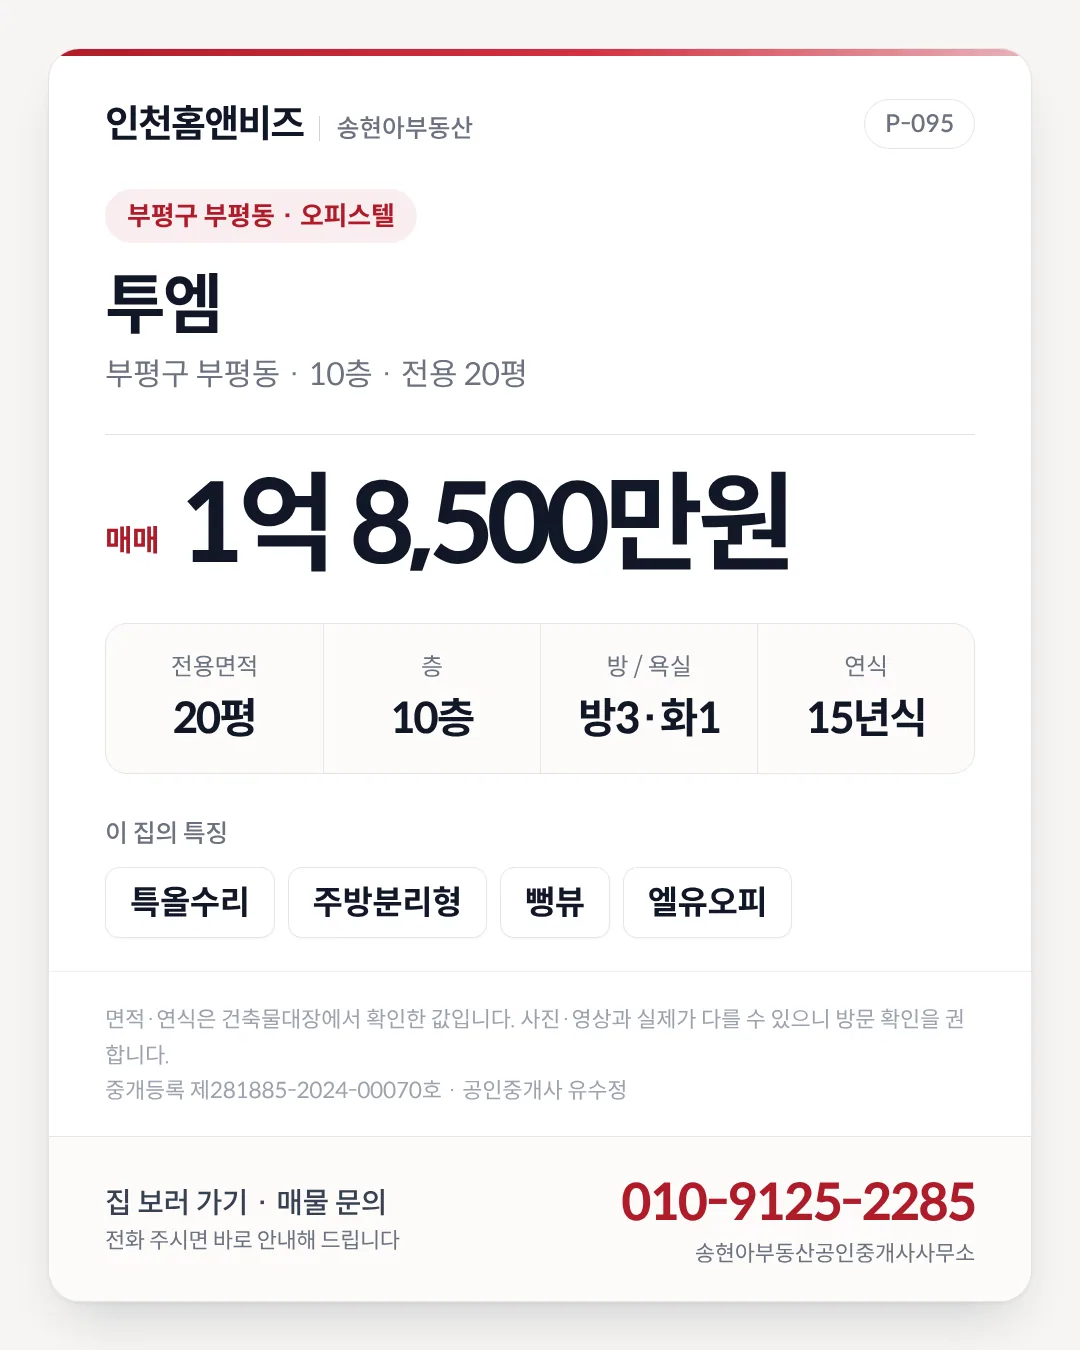 인천홈앤비즈 | 송현아부동산
P-095
부평구 부평동 · 오피스텔
투엠
부평구 부평동 · 10층 · 전용 20평
매매 1억 8,500만원
전용면적 층 방 / 욕실 연식
20평 10층 방3·화1 15년식
이 집의 특징
특올수리 주방분리형 뻥뷰 엘유오피
면적·연식은 건축물대장에서 확인한 값입니다. 사진·영상과 실제가 다를 수 있으니 방문 확인을 권
합니다.
중개등록 제281885-2024-00070호 · 공인중개사 유수정
집 보러 가기 · 매물 문의
전화 주시면 바로 안내해 드립니다
010-9125-2285
송현아부동산공인중개사사무소